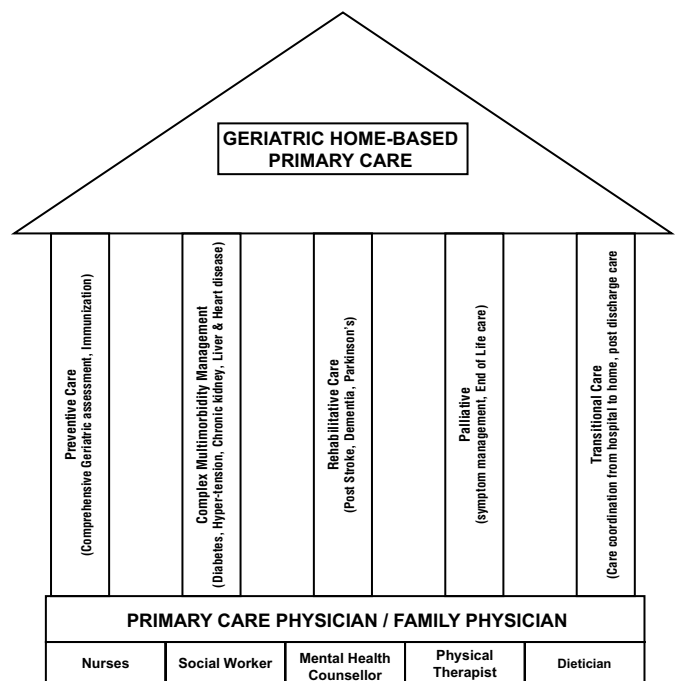 GERIATRIC HOME-BASED
PRIMARY CARE
Preventive Care
(Comprehensive Geriatric assessment, Immunization)
Complex Multimorbidity Management
(Diabetes, Hyper-tension, Chronic kidney, Liver & Heart disease)
Rehabilitative Care
(Post Stroke, Dementia, Parkinson's)
Palliative
(symptom management, End of Life care)
Transitional Care
(Care coordination from hospital to home, post discharge care
PRIMARY CARE PHYSICIAN / FAMILY PHYSICIAN
Nurses
Social Worker
Mental Health
Counsellor
Physical
Therapist
Dietician